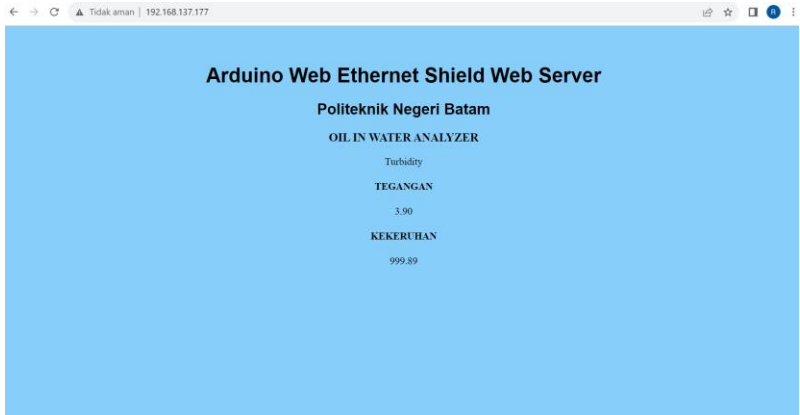 Tidak aman | 192.168.137.177
R
Arduino Web Ethernet Shield Web Server
Politeknik Negeri Batam
OIL IN WATER ANALYZER
Turbidity
TEGANGAN
3.90
KEKERUHAN
999.89